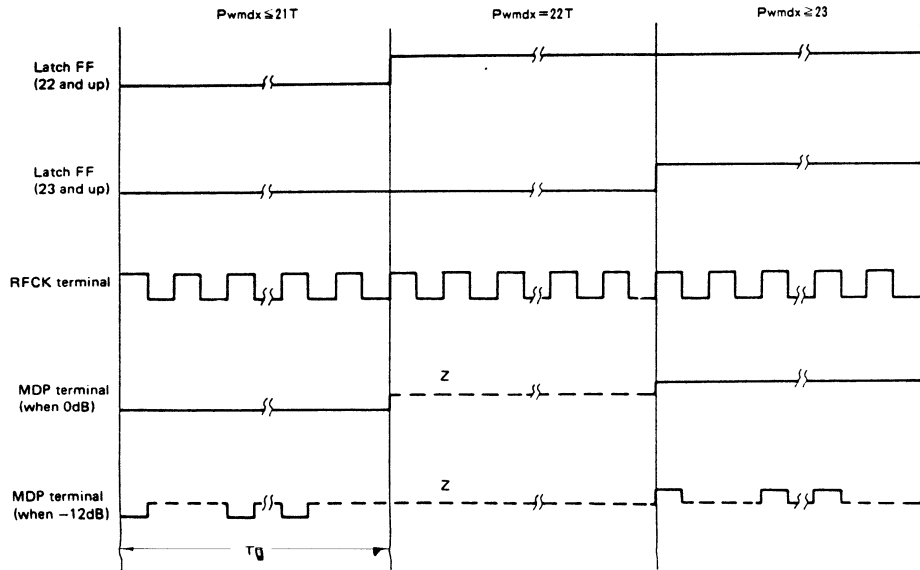 Pwmdx≦21T
Pwmdx=22T
Pwmdx≧23
Latch FF
(22 and up)
Latch FF
(23 and up)
RFCK terminal
MDP terminal
(when 0dB)
Z
MDP terminal
(when −12dB)
Z